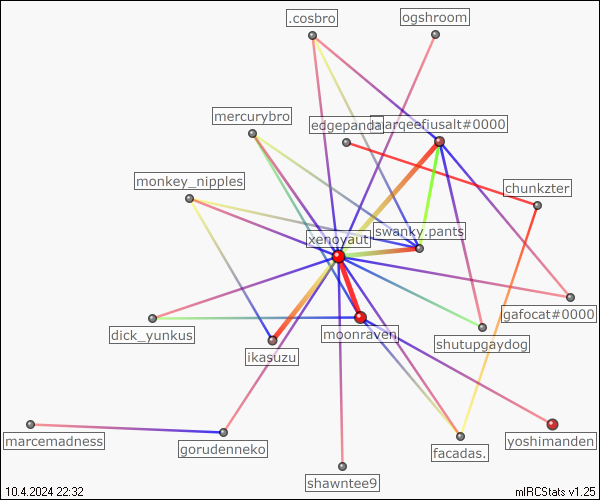 .cosbro
ogshroom
mercurybro
edgepanda
aarqeefiusalt#0000
monkey_nipples
chunkzter
xenoyaut
swanky.pants
gafocat#0000
dick_yunkus
moonraven
shutupgaydog
ikasuzu
marcemadness
gorudenneko
facadas.
yoshimanden
shawntee9
10.4.2024 22:32
mIRCStats v1.25